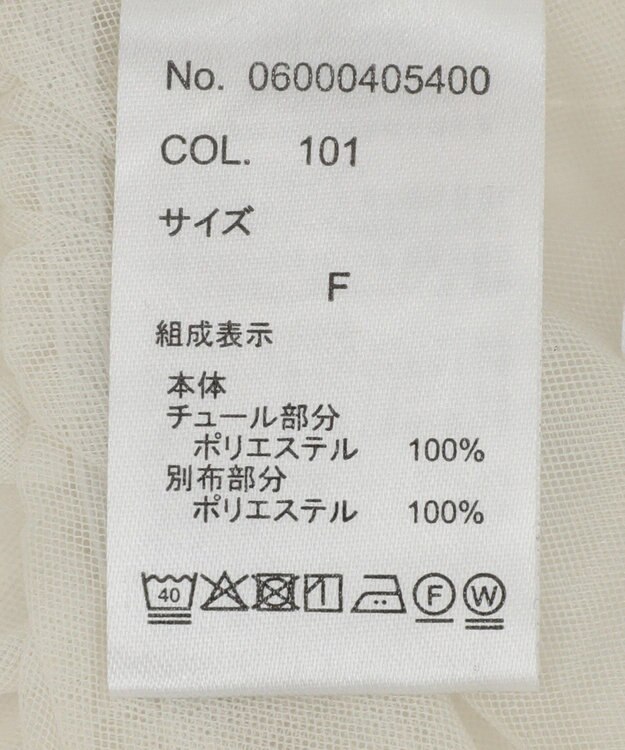 No. 06000405400
COL. 101
サイズ
F
組成表示
本体
チュール部分
ポリエステル 100%
別布部分
ポリエステル 100%
40 F W